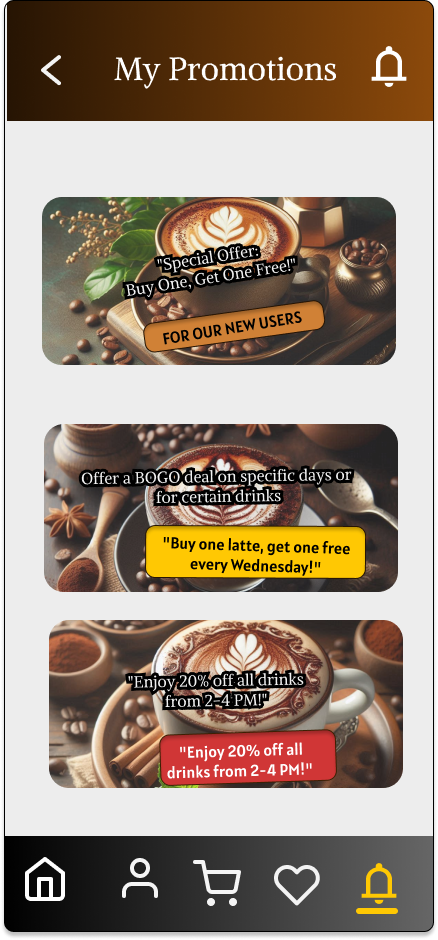 My Promotions
"Special Offer:
Buy One, Get One Free!"
FOR OUR NEW USERS
Offer a BOGO deal on specific days or
for certain drinks
"Buy one latte, get one free
every Wednesday!"
"Enjoy 20% off all drinks
from 2-4 PM!"
"Enjoy 20% off all
drinks from 2-4 PM!"